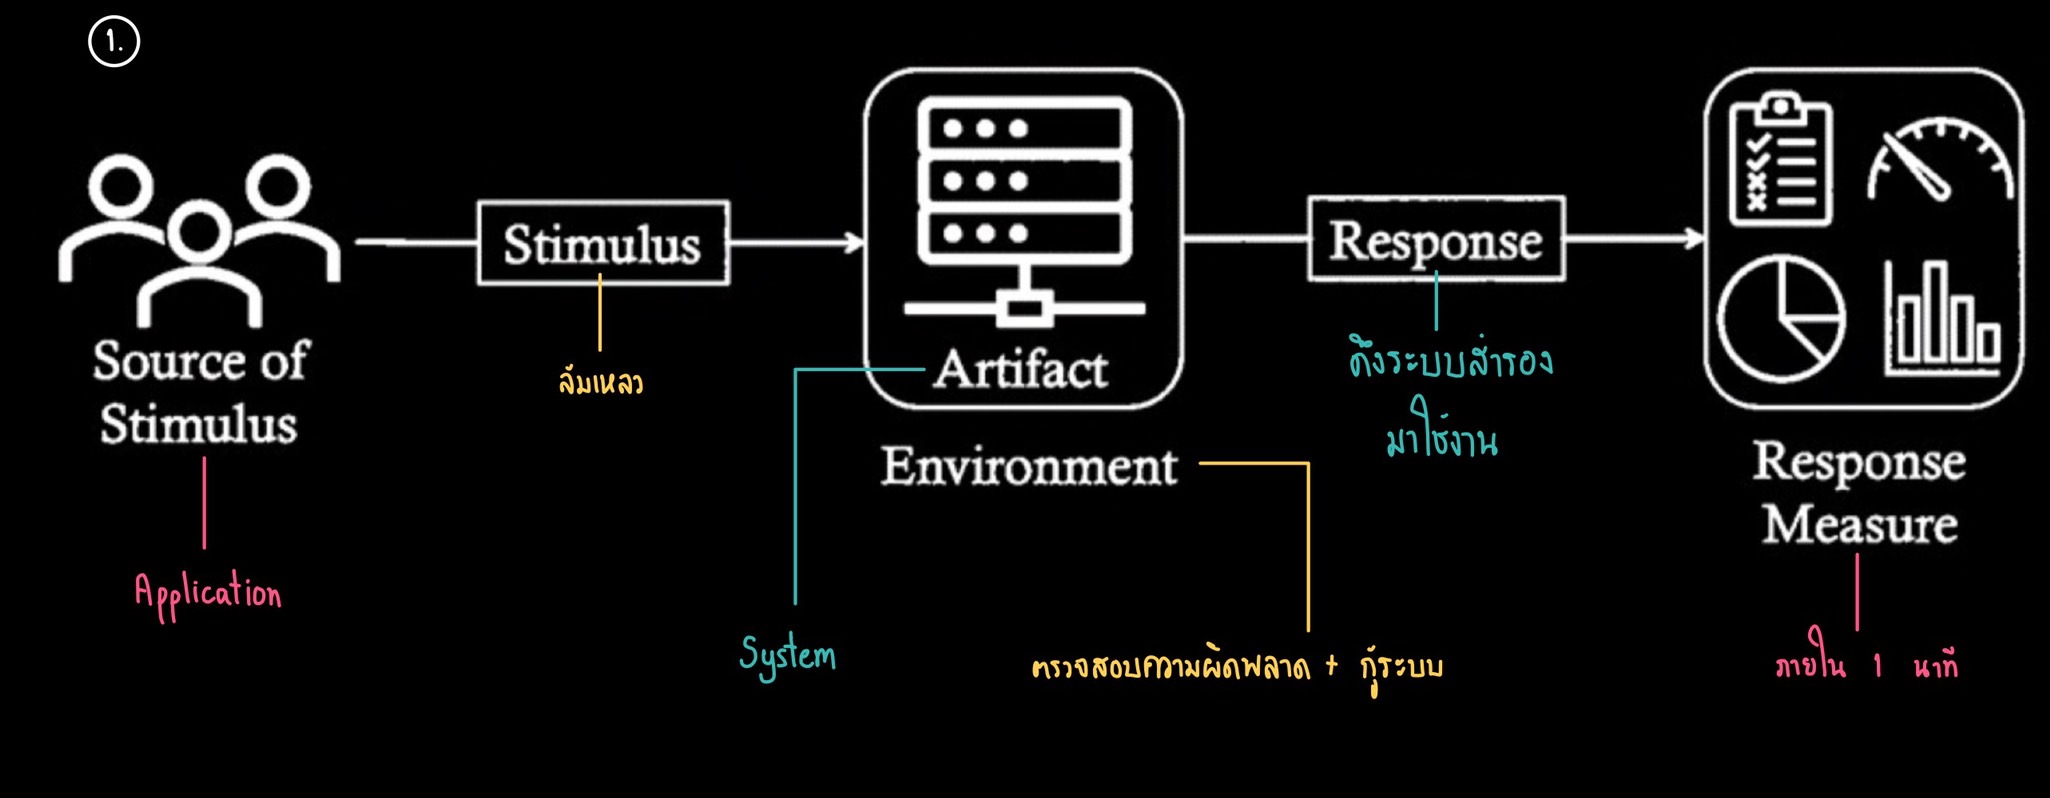 1.
Source of
Stimulus
Application
Stimulus
ล้มเหลว
Artifact
System
Environment
ตรวจสอบความผิดพลาด + กู้ระบบ
Response
ดึงระบบสำรอง
มาใช้งาน
Response
Measure
ภายใน 1 นาที